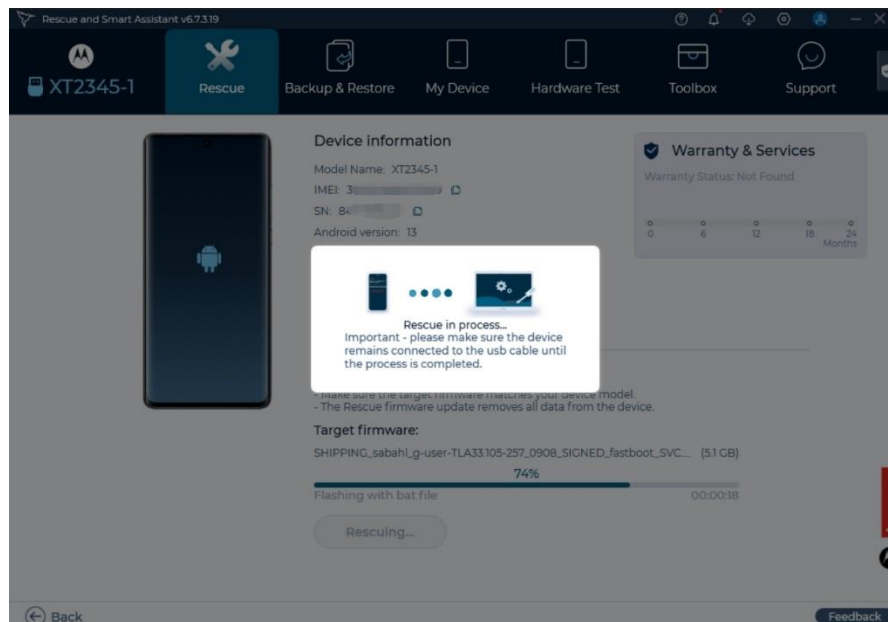 Rescue and Smart Assistant v6.7.3.19
XT2345-1
Rescue
Backup & Restore
My Device
Hardware Test
Toolbox
Support
Device information
Model Name: XT2345-1
IMEI: 3
SN: 84
Android version: 13
Warranty & Services
Warranty Status: Not Found
0 6 12 18 24
Months
Rescue in process...
Important - please make sure the device
remains connected to the usb cable until
the process is completed.
- Make sure the target firmware matches your device model.
- The Rescue firmware update removes all data from the device.
Target firmware:
SHIPPING_sabahl_g-user-TLA33.105-257_0908_SIGNED_fastboot_SVC... (5.1 GB)
74%
Flashing with bat file 00:00:18
Rescuing...
Back
Feedback